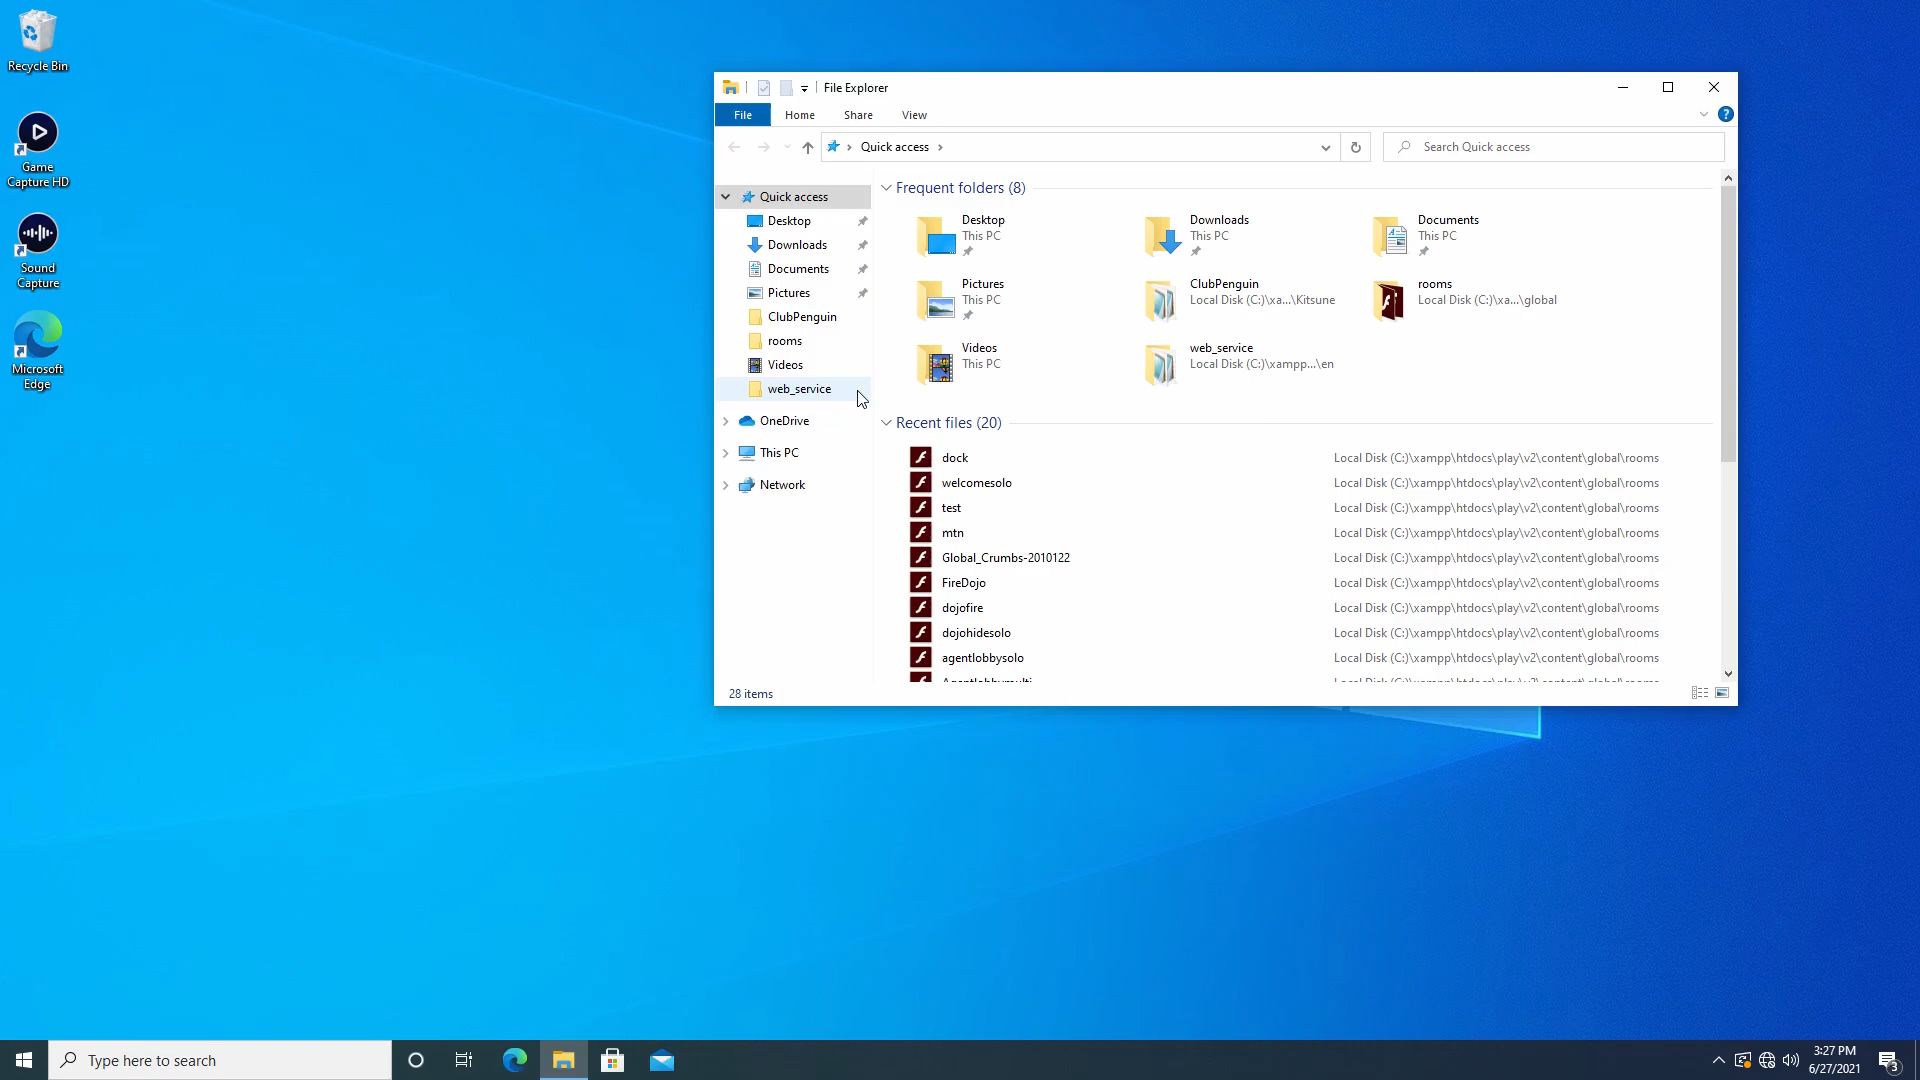 Recycle Bin
Game
Capture HD
Sound
Capture
Microsoft
Edge
File Explorer
File Home Share View
Quick access
Search Quick access
Quick access
Desktop
Downloads
Documents
Pictures
ClubPenguin
rooms
Videos
web_service
OneDrive
This PC
Network
Frequent folders (8)
Desktop
This PC
Downloads
This PC
Documents
This PC
Pictures
This PC
ClubPenguin
Local Disk (C:)\xa...\Kitsune
rooms
Local Disk (C:)\xa...\global
Videos
This PC
web_service
Local Disk (C:)\xampp...\en
Recent files (20)
dock Local Disk (C:)\xampp\htdocs\play\v2\content\global\rooms
welcomesolo Local Disk (C:)\xampp\htdocs\play\v2\content\global\rooms
test Local Disk (C:)\xampp\htdocs\play\v2\content\global\rooms
mtn Local Disk (C:)\xampp\htdocs\play\v2\content\global\rooms
Global_Crumbs-2010122 Local Disk (C:)\xampp\htdocs\play\v2\content\global\rooms
FireDojo Local Disk (C:)\xampp\htdocs\play\v2\content\global\rooms
dojofire Local Disk (C:)\xampp\htdocs\play\v2\content\global\rooms
dojohidesolo Local Disk (C:)\xampp\htdocs\play\v2\content\global\rooms
agentlobbysolo Local Disk (C:)\xampp\htdocs\play\v2\content\global\rooms
28 items
Type here to search
3:27 PM
6/27/2021
3